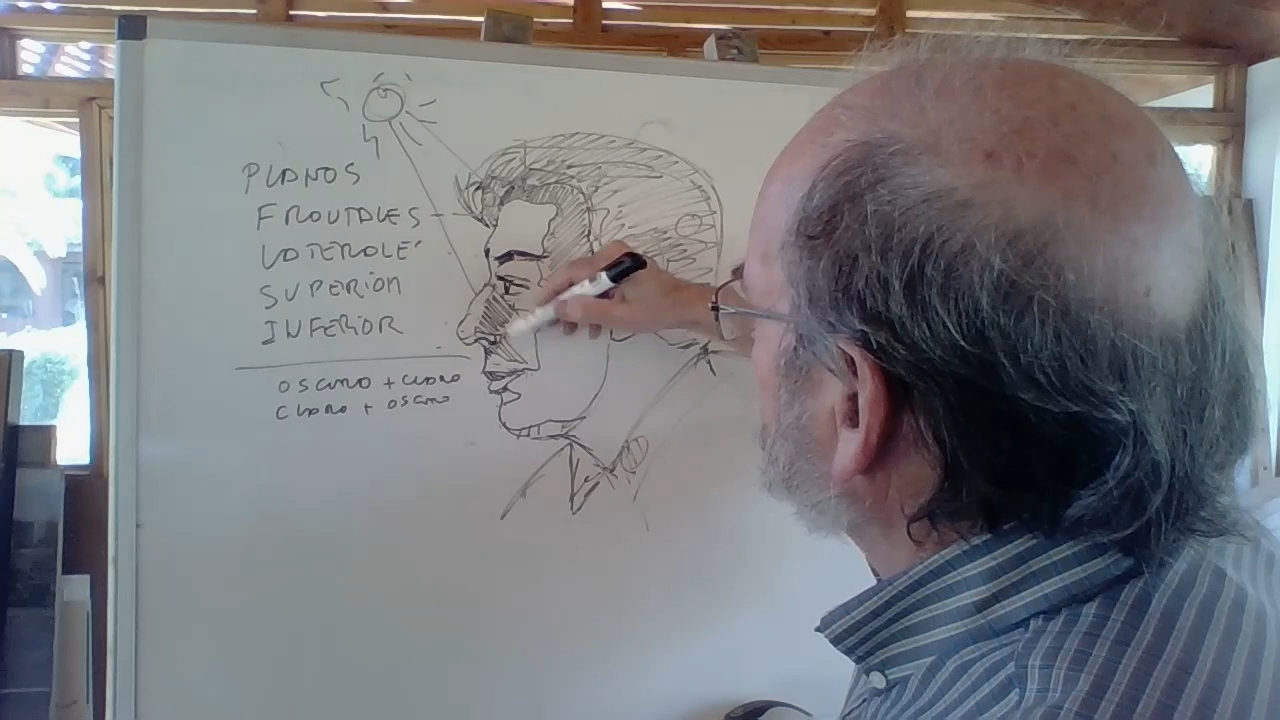 PLANOS
FRONTALES
LATERALES
SUPERIOR
INFERIOR
OSCURO + CLARO
CLARO + OSCURO